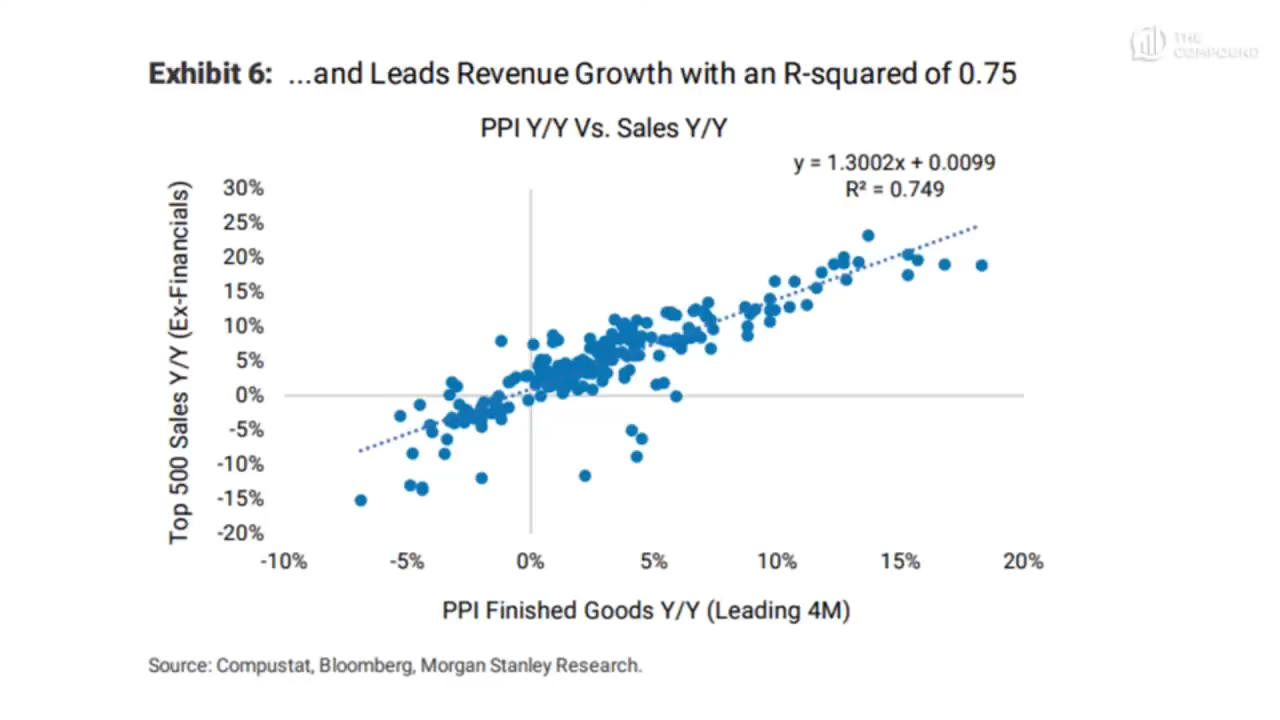 THE
COMPOUND
Exhibit 6: ...and Leads Revenue Growth with an R-squared of 0.75
PPI Y/Y Vs. Sales Y/Y
y = 1.3002x + 0.0099
R² = 0.749
Top 500 Sales Y/Y (Ex-Financials)
30%
25%
20%
15%
10%
5%
0%
-5%
-10%
-15%
-20%
-10% -5% 0% 5% 10% 15% 20%
PPI Finished Goods Y/Y (Leading 4M)
Source: Compustat, Bloomberg, Morgan Stanley Research.